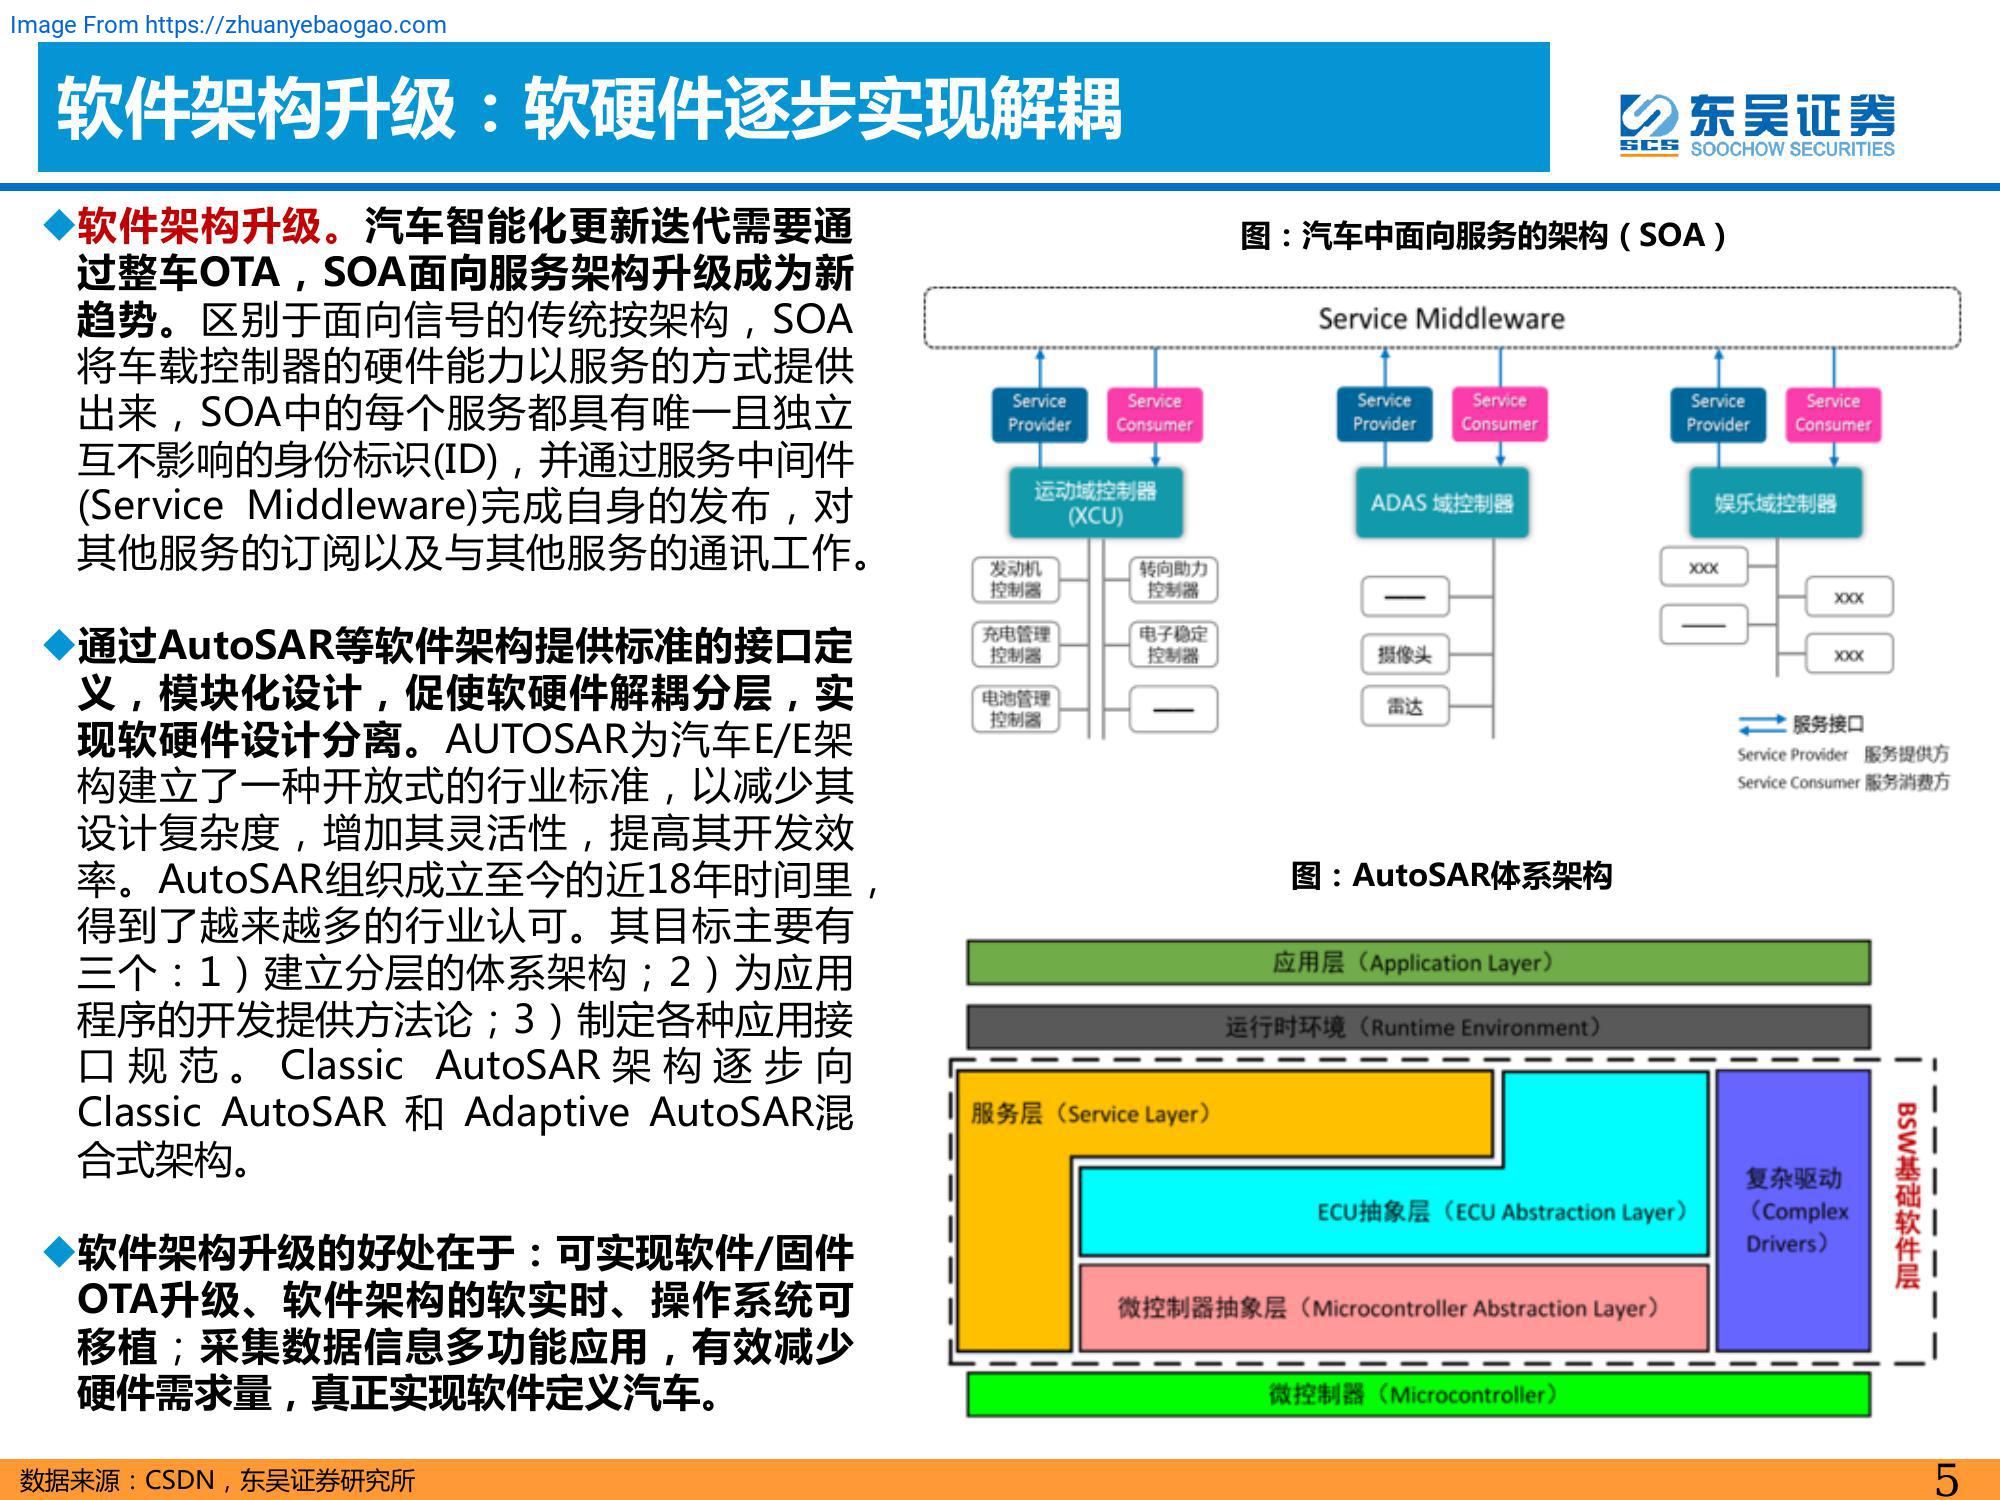 Image From https://zhuanyebaogao.com
软件架构升级：软硬件逐步实现解耦
东吴证券
SCS SOOCHOW SECURITIES
◆软件架构升级。汽车智能化更新迭代需要通
过整车OTA，SOA面向服务架构升级成为新
趋势。区别于面向信号的传统按架构，SOA
将车载控制器的硬件能力以服务的方式提供
出来，SOA中的每个服务都具有唯一且独立
互不影响的身份标识(ID)，并通过服务中间件
(Service Middleware)完成自身的发布，对
其他服务的订阅以及与其他服务的通讯工作。
◆通过AutoSAR等软件架构提供标准的接口定
义，模块化设计，促使软硬件解耦分层，实
现软硬件设计分离。AUTOSAR为汽车E/E架
构建立了一种开放式的行业标准，以减少其
设计复杂度，增加其灵活性，提高其开发效
率。AutoSAR组织成立至今的近18年时间里，
得到了越来越多的行业认可。其目标主要有
三个：1）建立分层的体系架构；2）为应用
程序的开发提供方法论；3）制定各种应用接
口规范。Classic AutoSAR架构逐步向
Classic AutoSAR 和 Adaptive AutoSAR混
合式架构。
◆软件架构升级的好处在于：可实现软件/固件
OTA升级、软件架构的软实时、操作系统可
移植；采集数据信息多功能应用，有效减少
硬件需求量，真正实现软件定义汽车。
图：汽车中面向服务的架构（SOA）
Service Middleware
Service Provider
Service Consumer
Service Provider
Service Consumer
Service Provider
Service Consumer
运动域控制器
(XCU)
ADAS 域控制器
娱乐域控制器
发动机
控制器
转向助力
控制器
充电管理
控制器
电子稳定
控制器
电池管理
控制器
——
——
摄像头
雷达
xxx
xxx
——
xxx
服务接口
Service Provider 服务提供方
Service Consumer 服务消费方
图：AutoSAR体系架构
应用层（Application Layer）
运行时环境（Runtime Environment）
服务层（Service Layer）
ECU抽象层（ECU Abstraction Layer）
微控制器抽象层（Microcontroller Abstraction Layer）
复杂驱动
（Complex
Drivers）
BSW基础软件层
微控制器（Microcontroller）
数据来源：CSDN，东吴证券研究所
5